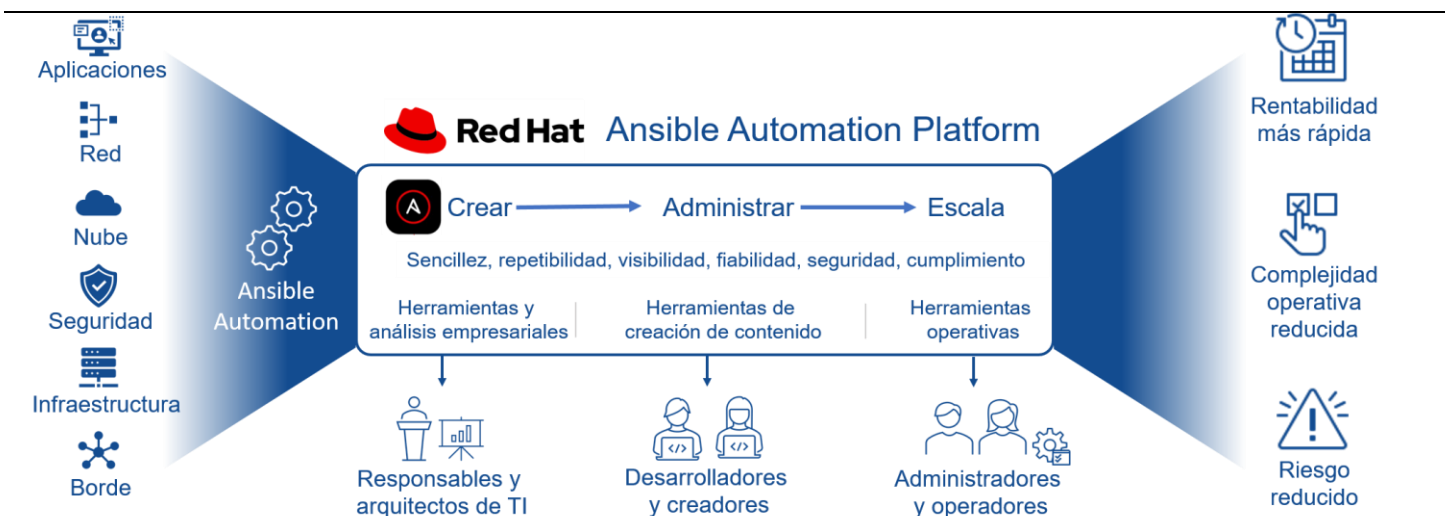 Aplicaciones
Red
Nube
Seguridad
Infraestructura
Borde
Ansible
Automation
Red Hat Ansible Automation Platform
A
Crear Administrar Escala
Sencillez, repetibilidad, visibilidad, fiabilidad, seguridad, cumplimiento
Herramientas y
análisis empresariales
Herramientas de
creación de contenido
Herramientas
operativas
</> </>
Responsables y
arquitectos de TI
Desarrolladores
y creadores
Administradores
y operadores
Rentabilidad
más rápida
Complejidad
operativa
reducida
Riesgo
reducido